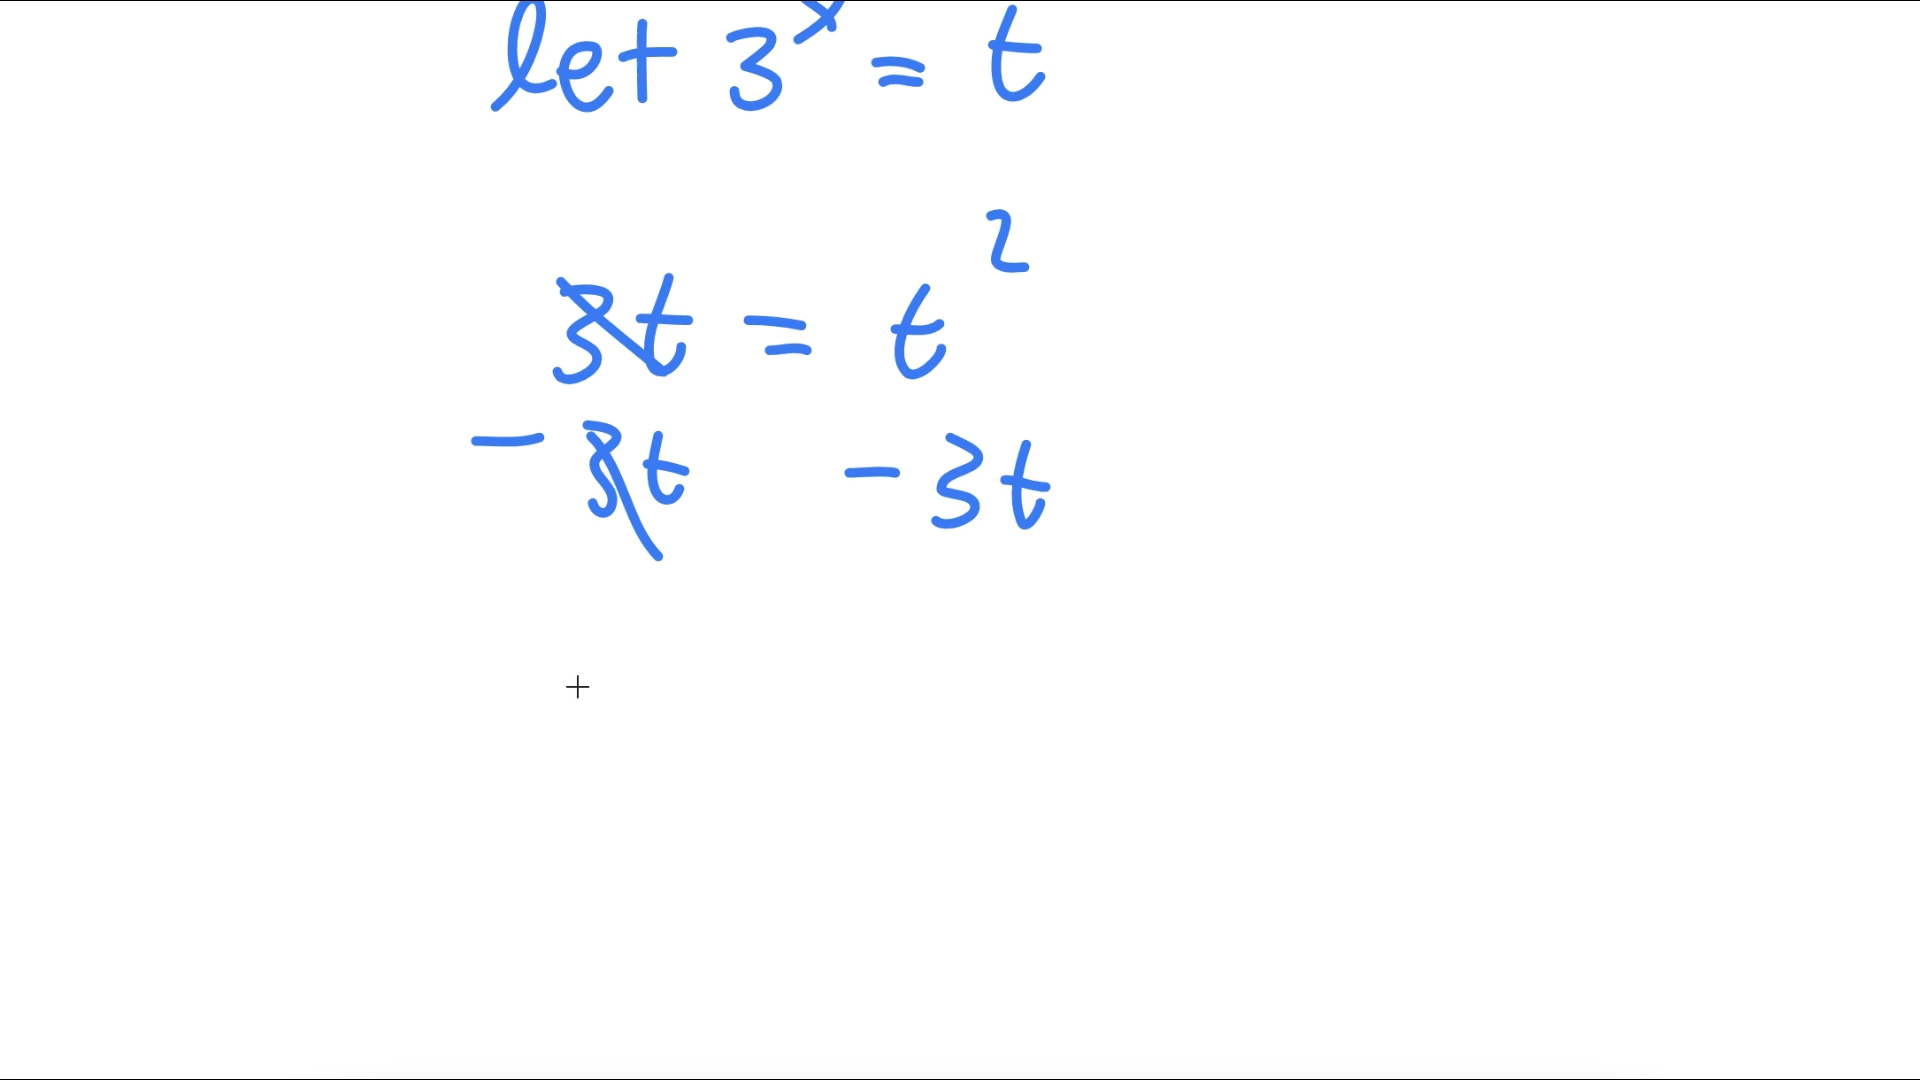 let 3^x = t
3t = t^2
- 3t - 3t